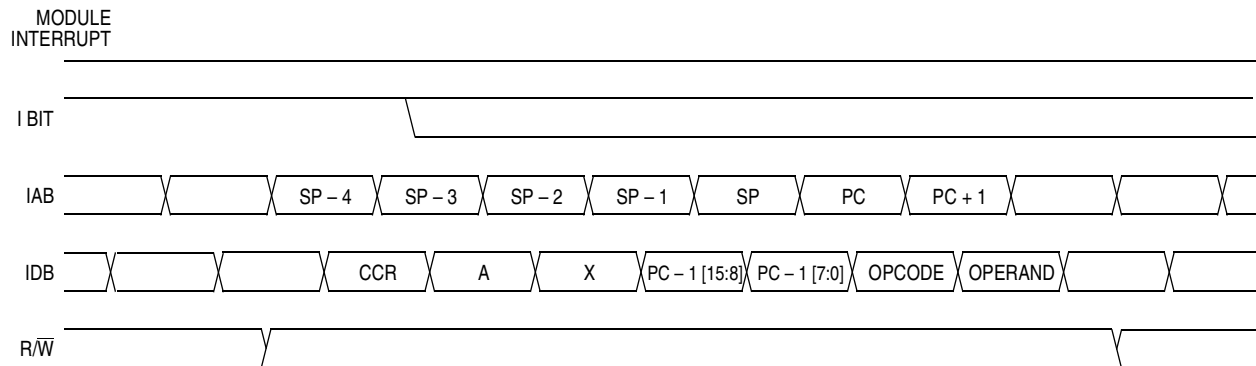 MODULE
INTERRUPT
I BIT
IAB SP – 4 SP – 3 SP – 2 SP – 1 SP PC PC + 1
IDB CCR A X PC – 1 [15:8] PC – 1 [7:0] OPCODE OPERAND
R/W̅